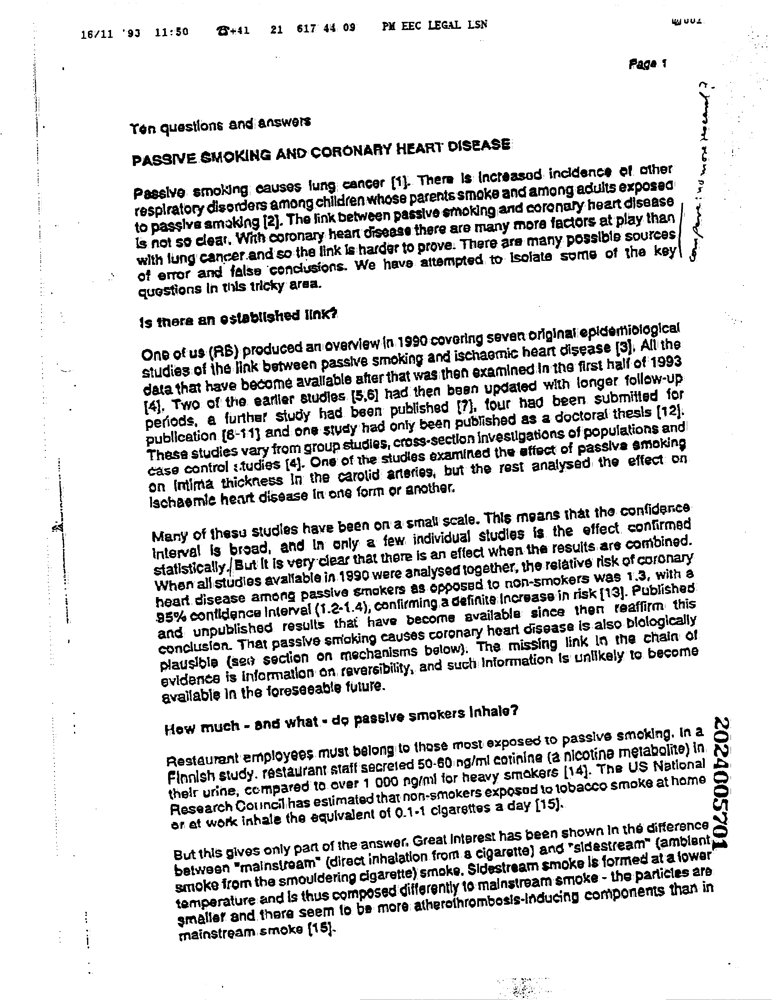 16/11 '93 11:50 ☎+41 21 617 44 09 PM EEC LEGAL LSN
Page 1
Ten questions and answers
PASSIVE SMOKING AND CORONARY HEART DISEASE
Passive smoking causes lung cancer [1]. There is increased incidence of other
respiratory disorders among children whose parents smoke and among adults exposed
to passive smoking [2]. The link between passive smoking and coronary heart disease
is not so clear. With coronary heart disease there are many more factors at play than
with lung cancer and so the link is harder to prove. There are many possible sources
of error and false conclusions. We have attempted to isolate some of the key
questions in this tricky area.
Is there an established link?
One of us (RB) produced an overview in 1990 covering seven original epidemiological
studies of the link between passive smoking and ischaemic heart disease [3]. All the
data that have become available after that was then examined in the first half of 1993
[4]. Two of the earlier studies [5,6] had then been updated with longer follow-up
periods, a further study had been published [7], four had been submitted for
publication [8-11] and one study had only been published as a doctoral thesis [12].
These studies vary from group studies, cross-section investigations of populations and
case control studies [4]. One of the studies examined the effect of passive smoking
on intima thickness in the carotid arteries, but the rest analysed the effect on
ischaemic heart disease in one form or another.
Many of these studies have been on a small scale. This means that the confidence
interval is broad, and in only a few individual studies is the effect confirmed
statistically. But it is very clear that there is an effect when the results are combined.
When all studies available in 1990 were analysed together, the relative risk of coronary
heart disease among passive smokers as opposed to non-smokers was 1.3, with a
95% confidence interval (1.2-1.4), confirming a definite increase in risk [13]. Published
and unpublished results that have become available since then reaffirm this
conclusion. That passive smoking causes coronary heart disease is also biologically
plausible (see section on mechanisms below). The missing link in the chain of
evidence is information on reversibility, and such information is unlikely to become
available in the foreseeable future.
How much - and what - do passive smokers inhale?
Restaurant employees must belong to those most exposed to passive smoking. In a
Finnish study, restaurant staff secreted 50-60 ng/ml cotinine (a nicotine metabolite) in
their urine, compared to over 1 000 ng/ml for heavy smokers [14]. The US National
Research Council has estimated that non-smokers exposed to tobacco smoke at home
or at work inhale the equivalent of 0.1-1 cigarettes a day [15].
But this gives only part of the answer. Great interest has been shown in the difference
between "mainstream" (direct inhalation from a cigarette) and "sidestream" (ambient
smoke from the smouldering cigarette) smoke. Sidestream smoke is formed at a lower
temperature and is thus composed differently to mainstream smoke - the particles are
smaller and there seem to be more atherothrombosis-inducing components than in
mainstream smoke [15].
2024005701